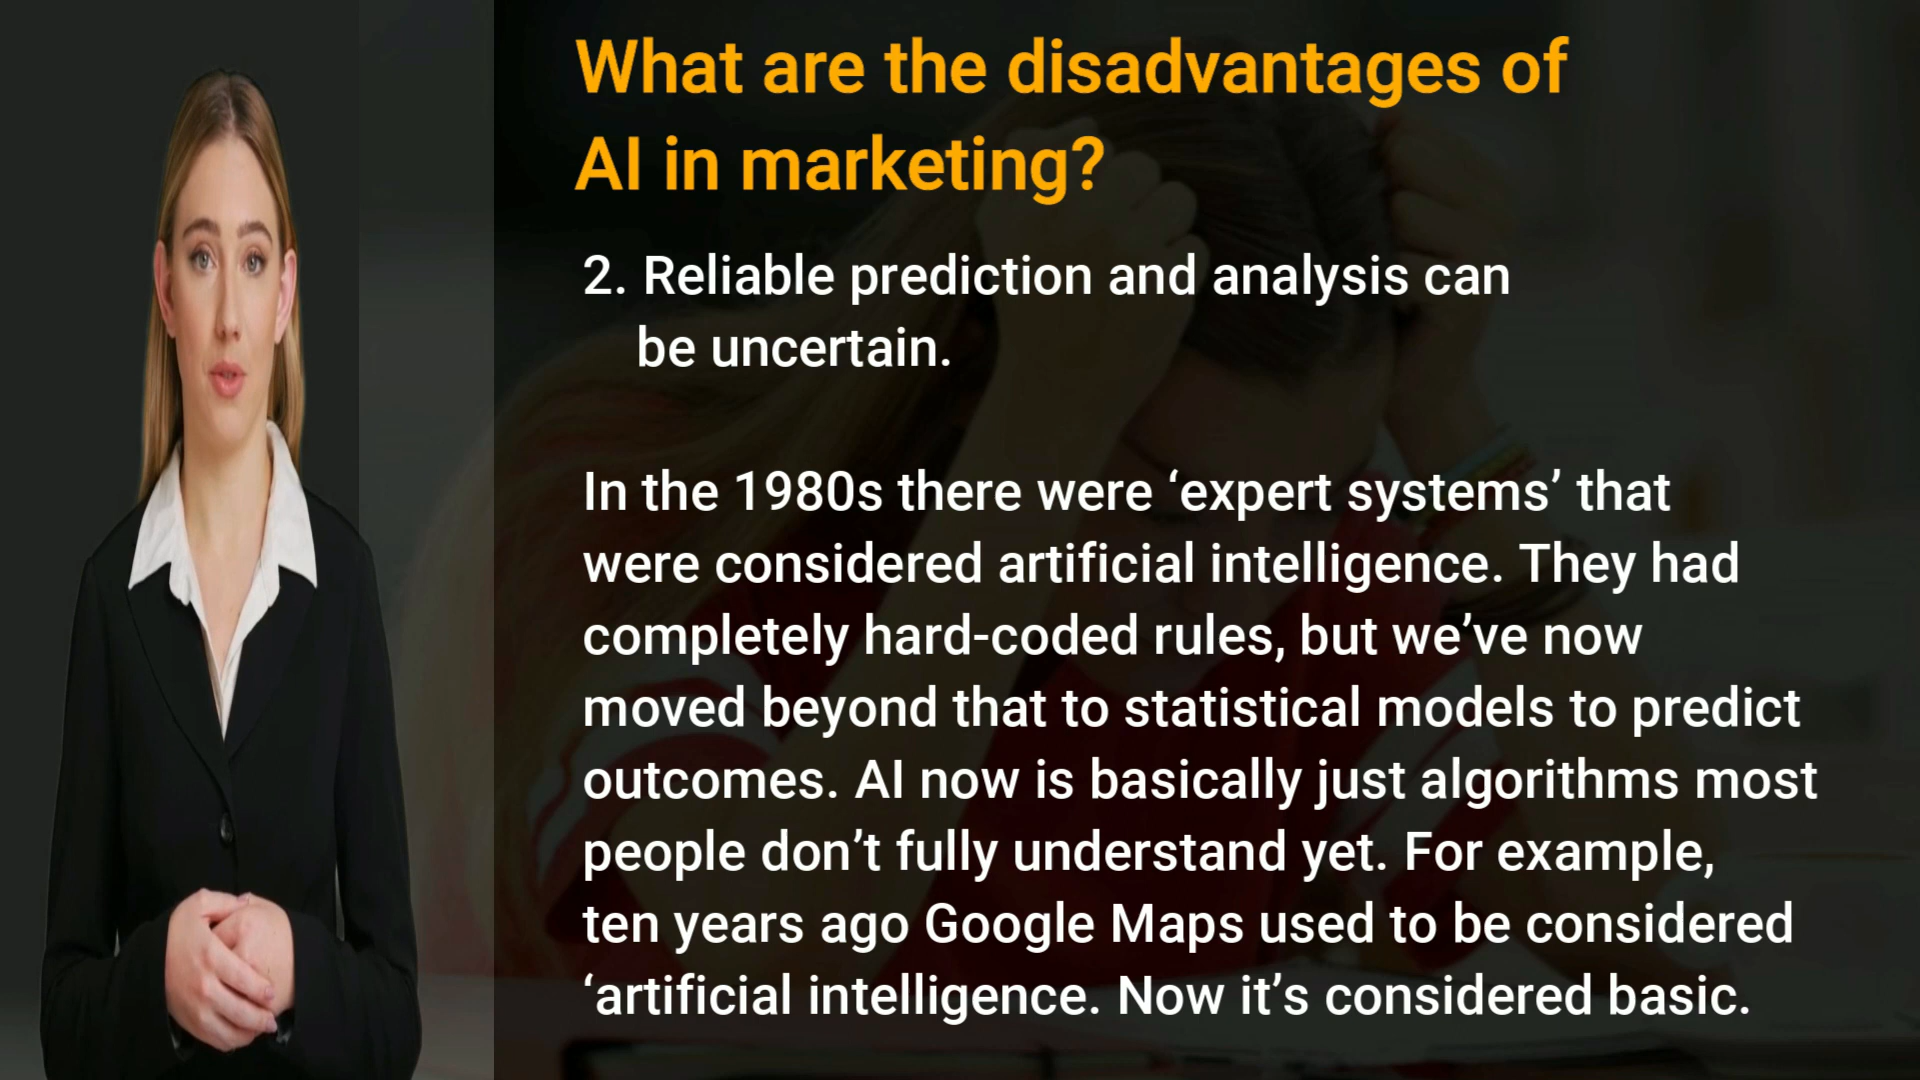 What are the disadvantages of
AI in marketing?
2. Reliable prediction and analysis can
be uncertain.
In the 1980s there were ‘expert systems’ that
were considered artificial intelligence. They had
completely hard-coded rules, but we’ve now
moved beyond that to statistical models to predict
outcomes. AI now is basically just algorithms most
people don’t fully understand yet. For example,
ten years ago Google Maps used to be considered
‘artificial intelligence. Now it’s considered basic.